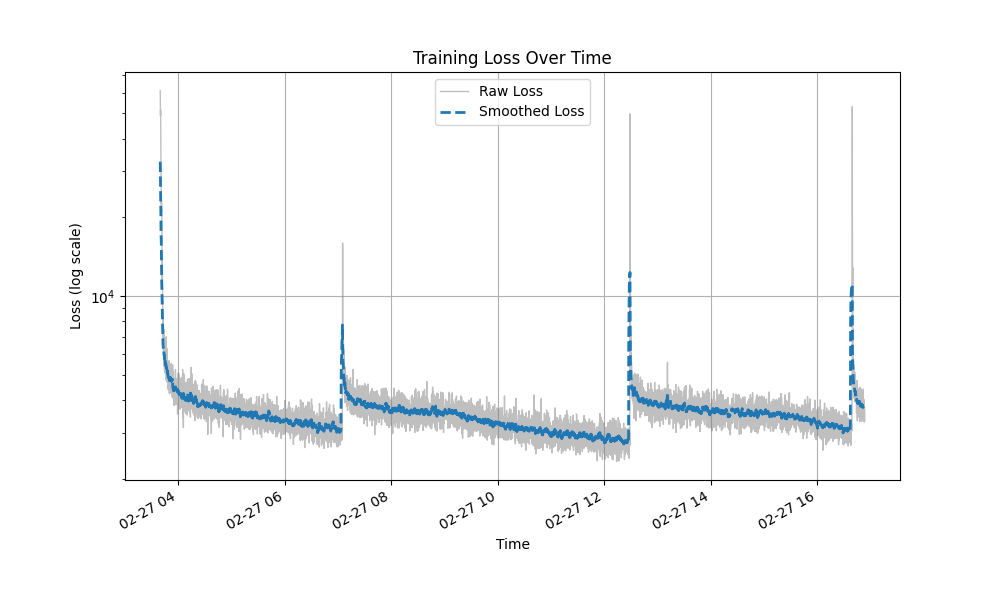 Training Loss Over Time
Raw Loss
Smoothed Loss
Loss (log scale)
10⁴
02-27 04
02-27 06
02-27 08
02-27 10
02-27 12
02-27 14
02-27 16
Time